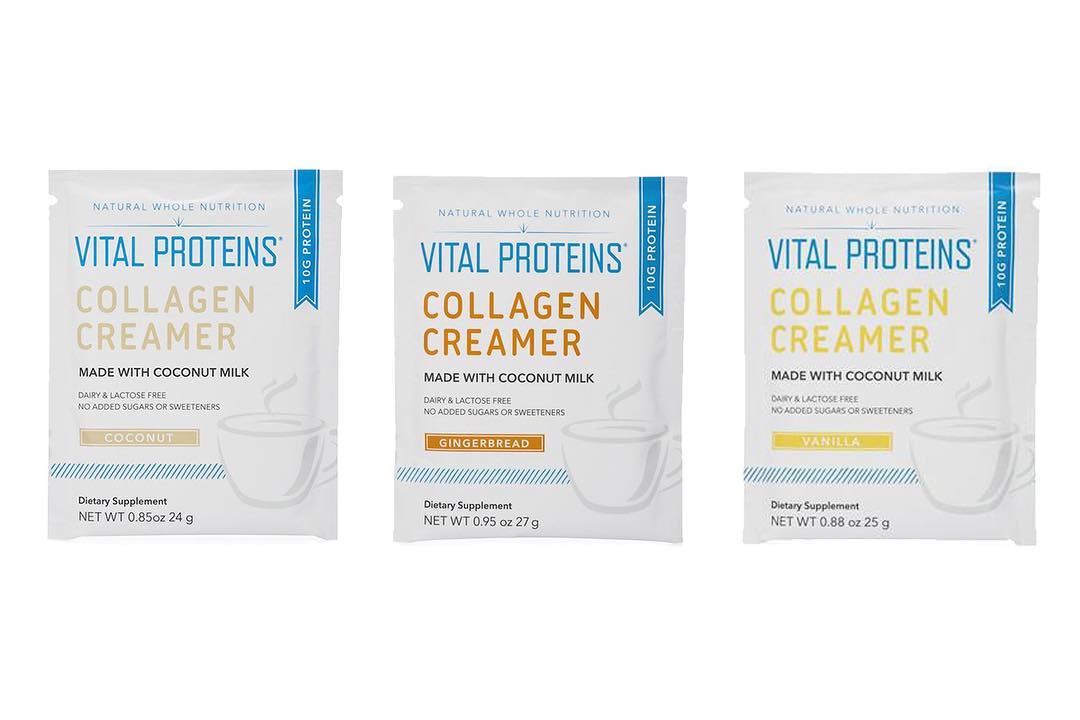 NATURAL WHOLE NUTRITION
VITAL PROTEINS®
COLLAGEN
CREAMER
MADE WITH COCONUT MILK
DAIRY & LACTOSE FREE
NO ADDED SUGARS OR SWEETENERS
COCONUT
Dietary Supplement
NET WT 0.85oz 24 g
10G PROTEIN
NATURAL WHOLE NUTRITION
VITAL PROTEINS®
COLLAGEN
CREAMER
MADE WITH COCONUT MILK
DAIRY & LACTOSE FREE
NO ADDED SUGARS OR SWEETENERS
GINGERBREAD
Dietary Supplement
NET WT 0.95 oz 27 g
10G PROTEIN
NATURAL WHOLE NUTRITION
VITAL PROTEINS®
COLLAGEN
CREAMER
MADE WITH COCONUT MILK
DAIRY & LACTOSE FREE
NO ADDED SUGARS OR SWEETENERS
VANILLA
Dietary Supplement
NET WT 0.88 oz 25 g
10G PROTEIN